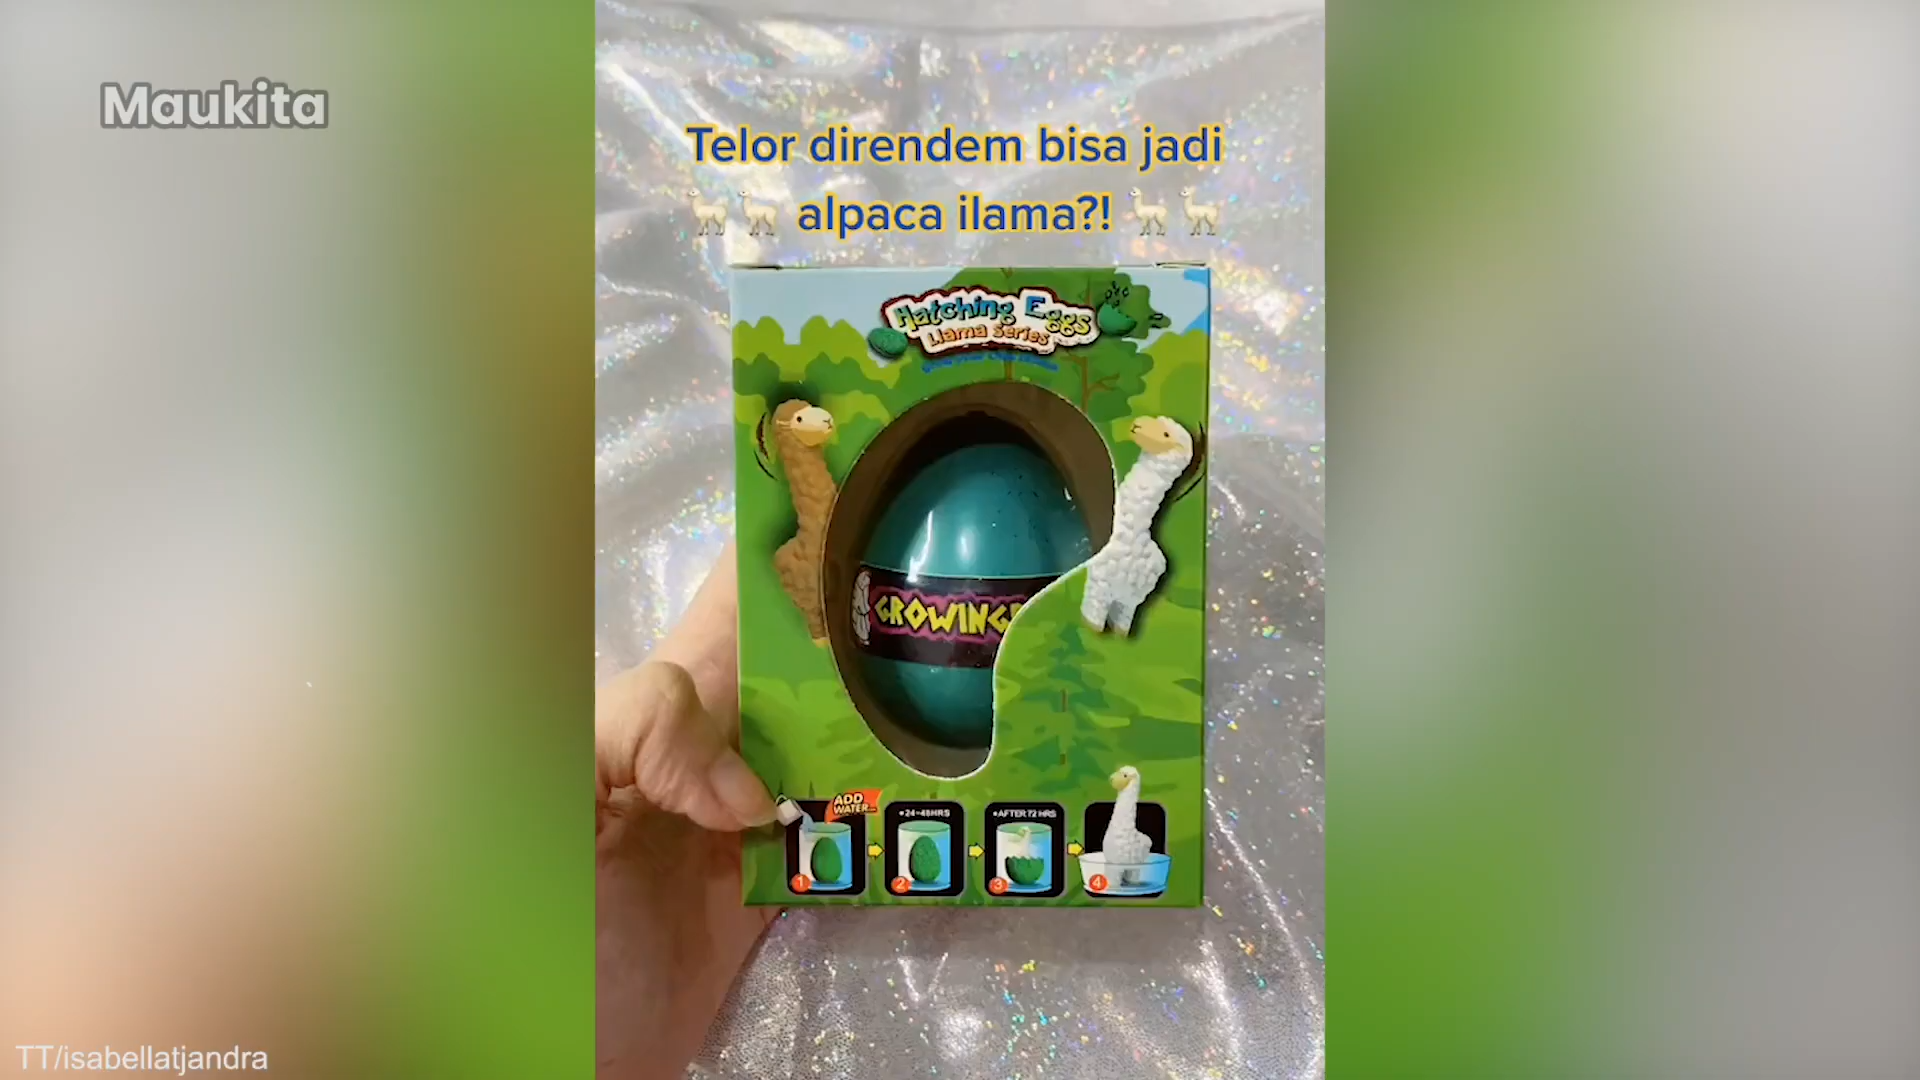 Maukita
Telor direndem bisa jadi
alpaca ilama?!
Hatching Eggs
Llama Series
GROWING
ADD
WATER...
•24-48HRS
•AFTER 72 HRS
1
2
3
4
TT/isabellatjandra